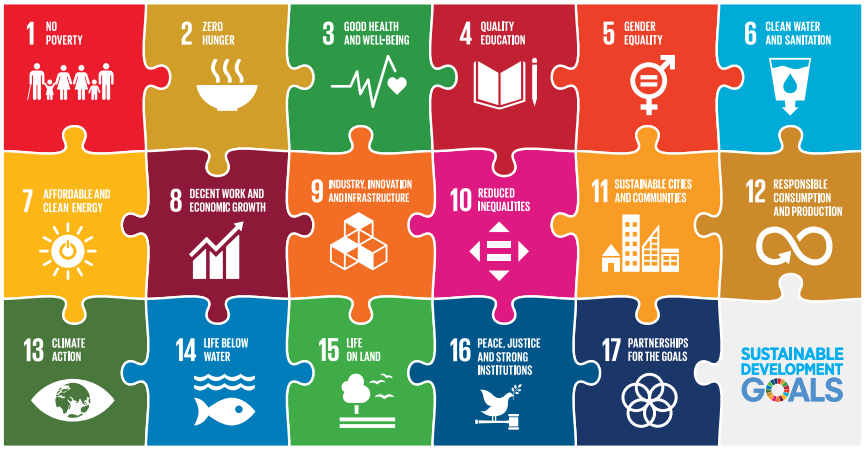 1 NO
POVERTY
2 ZERO
HUNGER
3 GOOD HEALTH
AND WELL-BEING
4 QUALITY
EDUCATION
5 GENDER
EQUALITY
6 CLEAN WATER
AND SANITATION
7 AFFORDABLE AND
CLEAN ENERGY
8 DECENT WORK AND
ECONOMIC GROWTH
9 INDUSTRY, INNOVATION
AND INFRASTRUCTURE
10 REDUCED
INEQUALITIES
11 SUSTAINABLE CITIES
AND COMMUNITIES
12 RESPONSIBLE
CONSUMPTION
AND PRODUCTION
13 CLIMATE
ACTION
14 LIFE BELOW
WATER
15 LIFE
ON LAND
16 PEACE, JUSTICE
AND STRONG
INSTITUTIONS
17 PARTNERSHIPS
FOR THE GOALS
SUSTAINABLE
DEVELOPMENT
GOALS